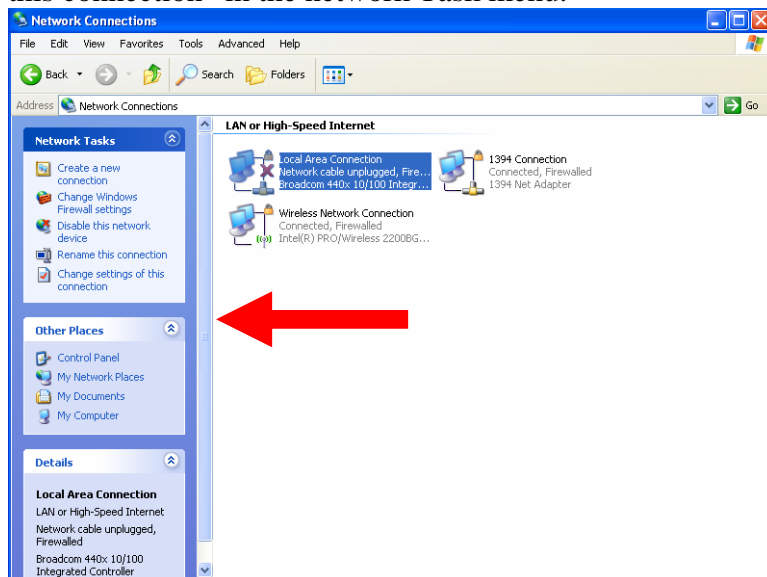 this connection" in the network Task menu.
Network Connections
File Edit View Favorites Tools Advanced Help
Back Search Folders
Address Network Connections Go
Network Tasks
Create a new
connection
Change Windows
Firewall settings
Disable this network
device
Rename this connection
Change settings of this
connection
Other Places
Control Panel
My Network Places
My Documents
My Computer
Details
Local Area Connection
LAN or High-Speed Internet
Network cable unplugged,
Firewalled
Broadcom 440x 10/100
Integrated Controller
LAN or High-Speed Internet
Local Area Connection
Network cable unplugged, Fire...
Broadcom 440x 10/100 Integr...
1394 Connection
Connected, Firewalled
1394 Net Adapter
Wireless Network Connection
Connected, Firewalled
Intel(R) PRO/Wireless 2200BG...